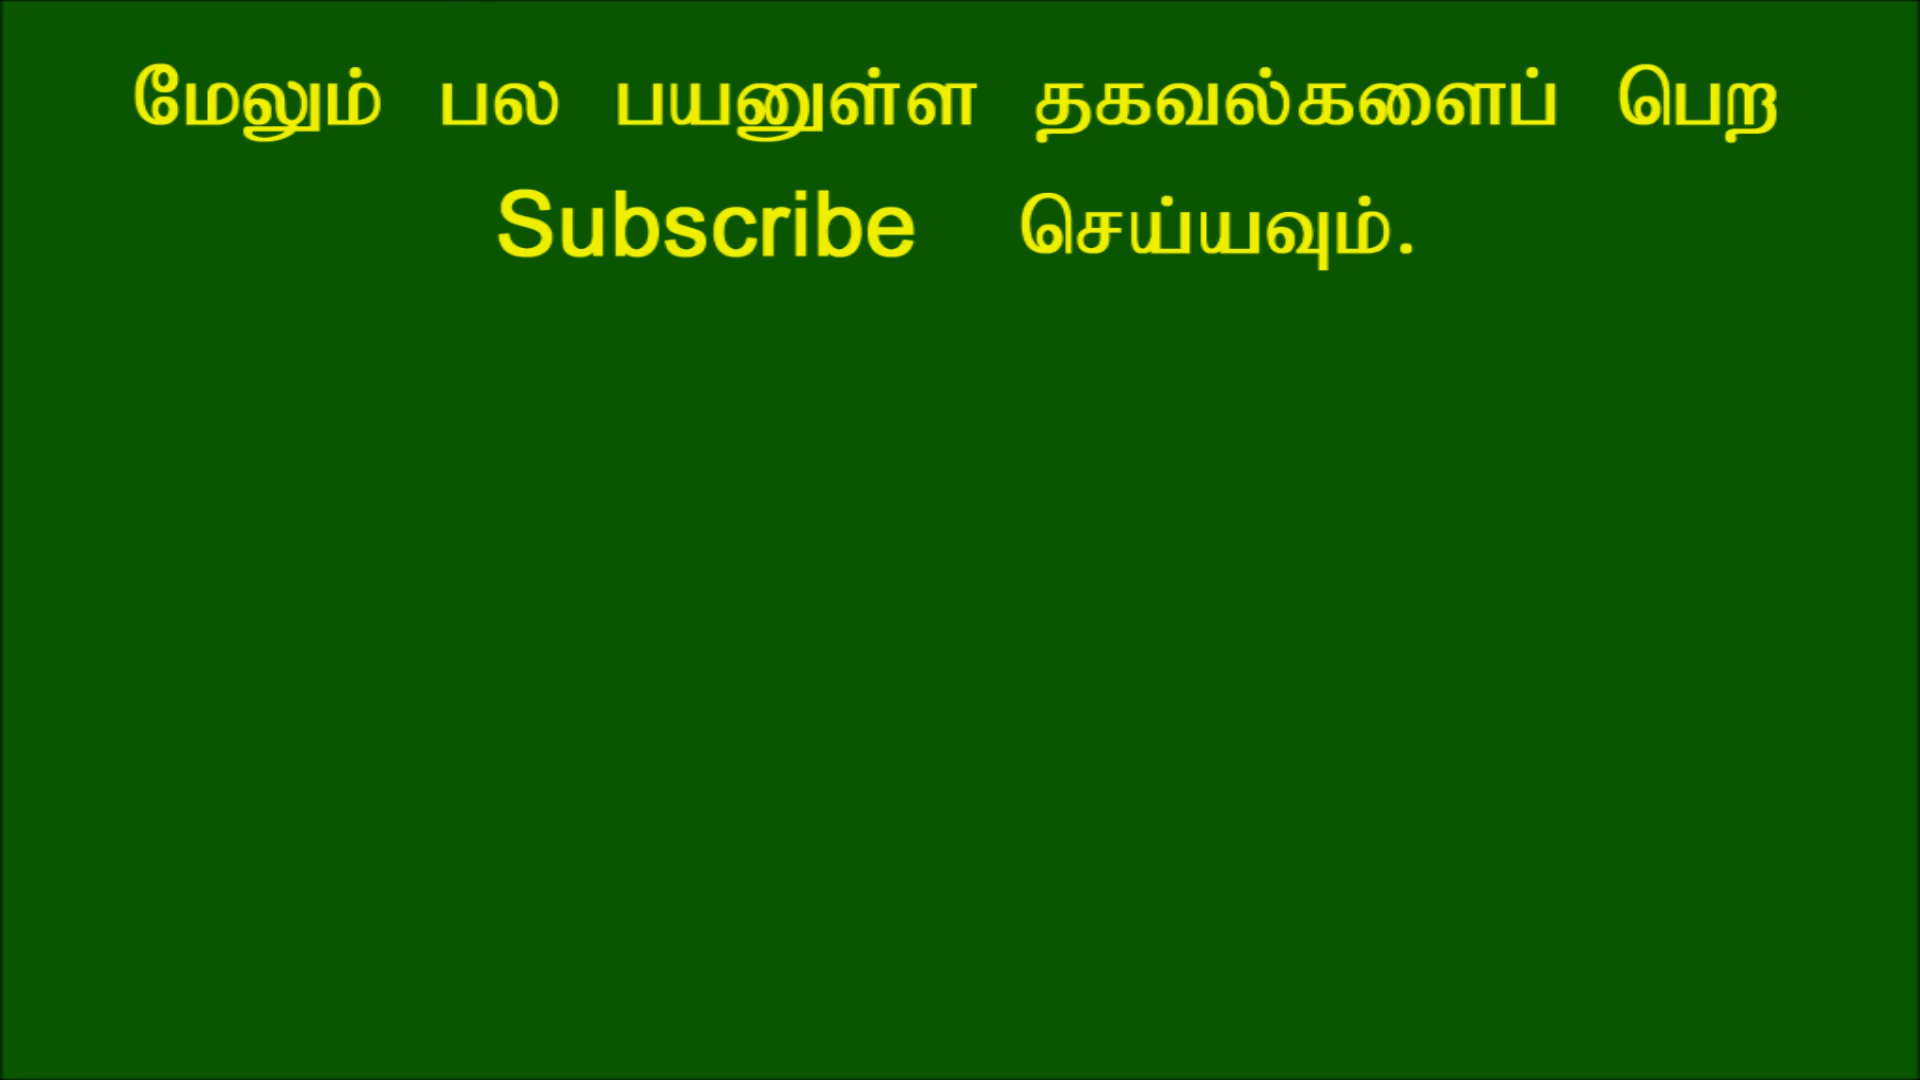 மேலும் பல பயனுள்ள தகவல்களைப் பெற
Subscribe செய்யவும்.